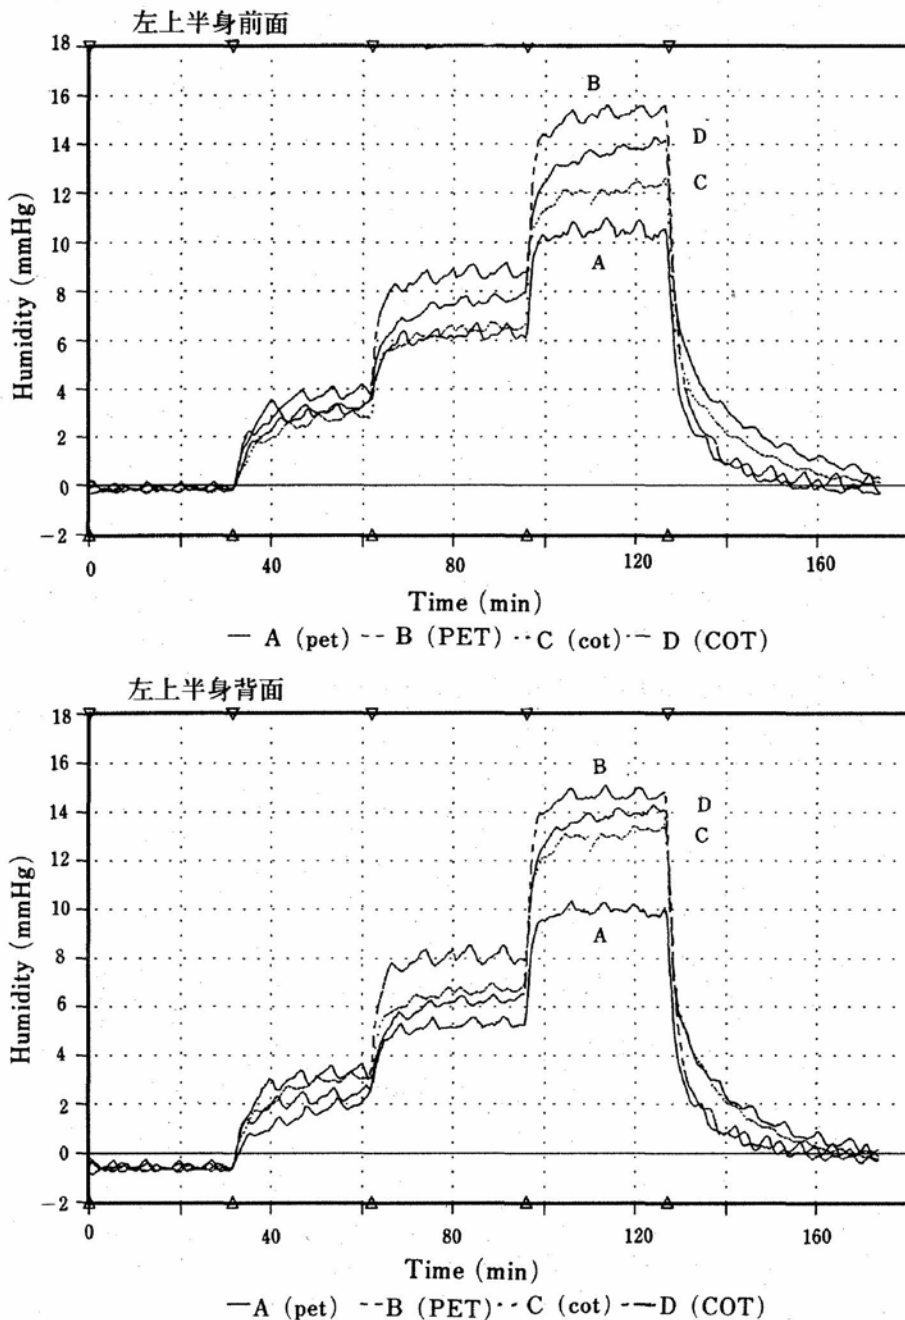 左上半身前面
18
16
14
12
10
8
6
4
2
0
−2
Humidity (mmHg)
B
D
C
A
0 40 80 120 160
Time (min)
— A (pet) -- B (PET) ·· C (cot) ·— D (COT)
左上半身背面
18
16
14
12
10
8
6
4
2
0
−2
Humidity (mmHg)
B
D
C
A
0 40 80 120 160
Time (min)
— A (pet) -- B (PET) ·· C (cot) -— D (COT)